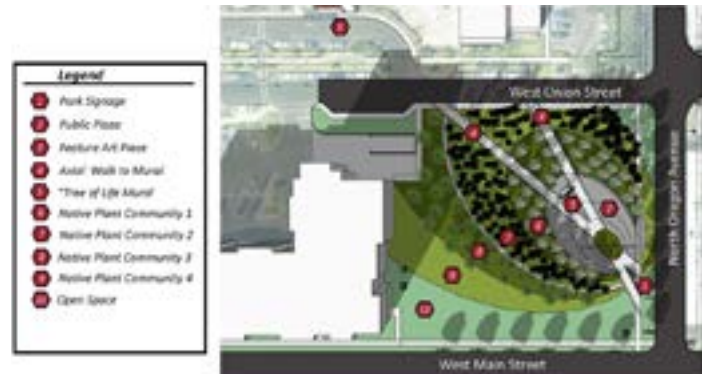 Legend
Park Signage
Public Plaza
Feature Art Piece
Axial Walk to Mural
"Tree of Life Mural
Native Plant Community 1
Native Plant Community 2
Native Plant Community 3
Native Plant Community 4
Open Space
West Union Street
North Oregon Avenue
West Main Street